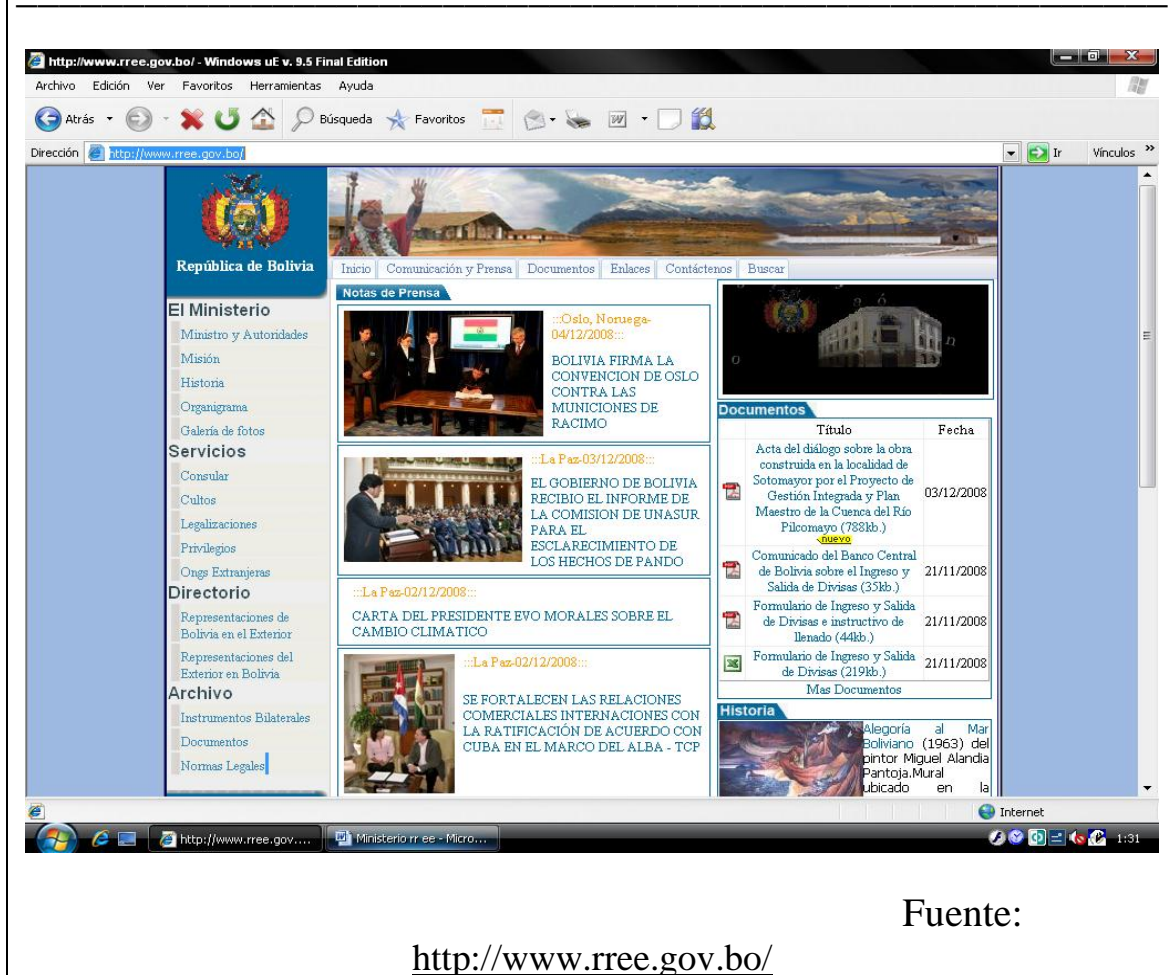 http://www.rree.gov.bo/ - Windows uE v. 9.5 Final Edition
Archivo Edición Ver Favoritos Herramientas Ayuda
Atrás Búsqueda Favoritos
Dirección http://www.rree.gov.bo/ Ir Vínculos »
República de Bolivia
Inicio Comunicación y Prensa Documentos Enlaces Contáctenos Buscar
El Ministerio
Ministro y Autoridades
Misión
Historia
Organigrama
Galería de fotos
Servicios
Consular
Cultos
Legalizaciones
Privilegios
Ongs Extranjeras
Directorio
Representaciones de
Bolivia en el Exterior
Representaciones del
Exterior en Bolivia
Archivo
Instrumentos Bilaterales
Documentos
Normas Legales
Notas de Prensa
:::Oslo, Noruega-
04/12/2008:::
BOLIVIA FIRMA LA
CONVENCION DE OSLO
CONTRA LAS
MUNICIONES DE
RACIMO
:::La Paz-03/12/2008:::
EL GOBIERNO DE BOLIVIA
RECIBIO EL INFORME DE
LA COMISION DE UNASUR
PARA EL
ESCLARECIMIENTO DE
LOS HECHOS DE PANDO
:::La Paz-02/12/2008:::
CARTA DEL PRESIDENTE EVO MORALES SOBRE EL
CAMBIO CLIMATICO
:::La Paz-02/12/2008:::
SE FORTALECEN LAS RELACIONES
COMERCIALES INTERNACIONES CON
LA RATIFICACIÓN DE ACUERDO CON
CUBA EN EL MARCO DEL ALBA - TCP
Documentos
Título Fecha
Acta del diálogo sobre la obra
construida en la localidad de
Sotomayor por el Proyecto de
Gestión Integrada y Plan
Maestro de la Cuenca del Río
Pilcomayo (788kb.)
nuevo
03/12/2008
Comunicado del Banco Central
de Bolivia sobre el Ingreso y
Salida de Divisas (35kb.)
21/11/2008
Formulario de Ingreso y Salida
de Divisas e instructivo de
llenado (44kb.)
21/11/2008
Formulario de Ingreso y Salida
de Divisas (219kb.)
21/11/2008
Mas Documentos
Historia
Alegoría al Mar
Boliviano (1963) del
pintor Miguel Alandia
Pantoja.Mural
ubicado en la
Internet
http://www.rree.gov.... Ministerio rr ee - Micro... 1:31
Fuente:
http://www.rree.gov.bo/